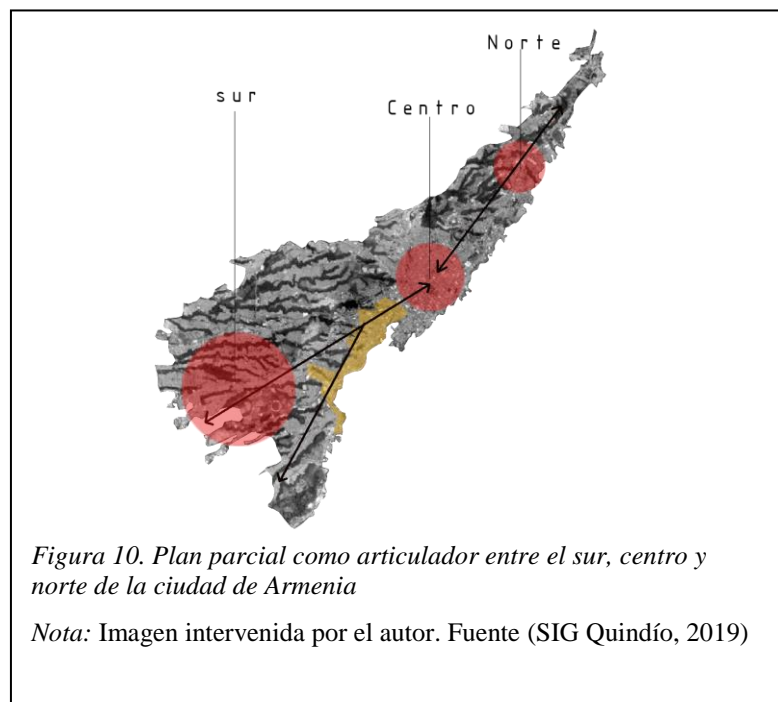 Norte
Centro
sur
Figura 10. Plan parcial como articulador entre el sur, centro y
norte de la ciudad de Armenia
Nota: Imagen intervenida por el autor. Fuente (SIG Quindío, 2019)